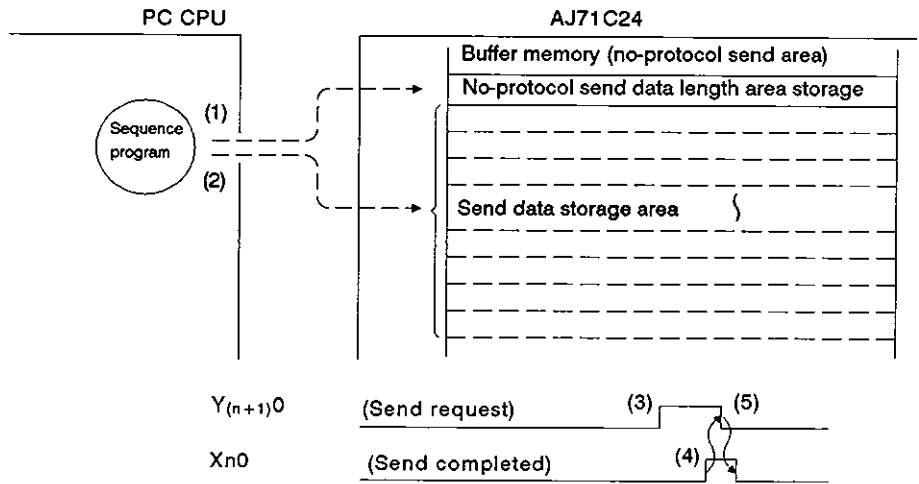 PC CPU
AJ71C24
Buffer memory (no-protocol send area)
No-protocol send data length area storage
(1)
Sequence
program
(2)
Send data storage area
Y(n+1)0
(Send request)
(3)
(5)
Xn0
(Send completed)
(4)